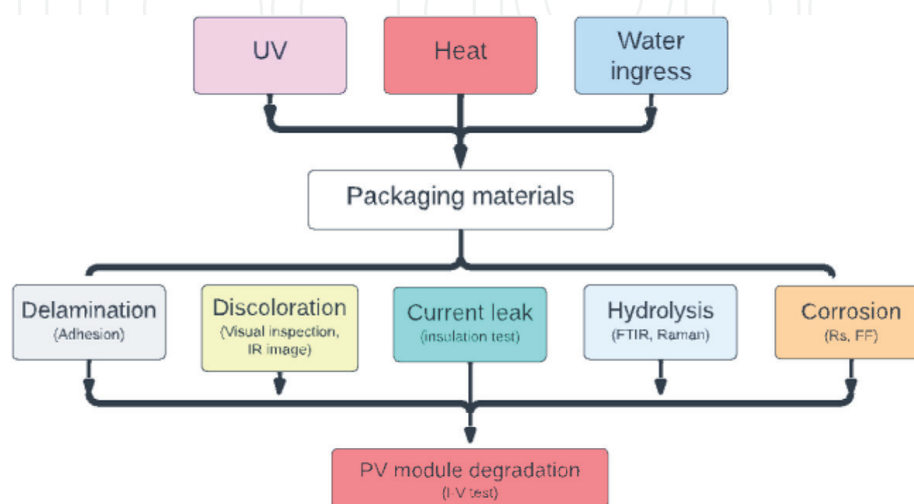 UV
Heat
Water
ingress
Packaging materials
Delamination
(Adhesion)
Discoloration
(Visual inspection,
IR image)
Current leak
(insulation test)
Hydrolysis
(FTIR, Raman)
Corrosion
(Rs, FF)
PV module degradation
(I-V test)